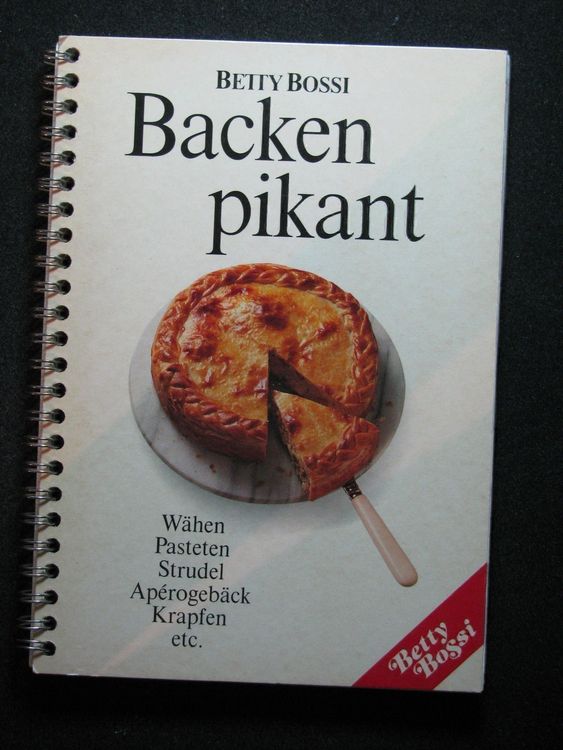 BETTY BOSSI
Backen
pikant
Wähen
Pasteten
Strudel
Apérogebäck
Krapfen
etc.
Betty
Bossi